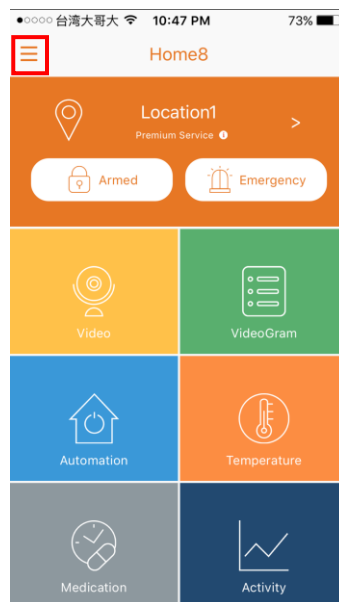 台湾大哥大 10:47 PM 73%
Home8
Location1
Premium Service
>
Armed Emergency
Video VideoGram
Automation Temperature
Medication Activity